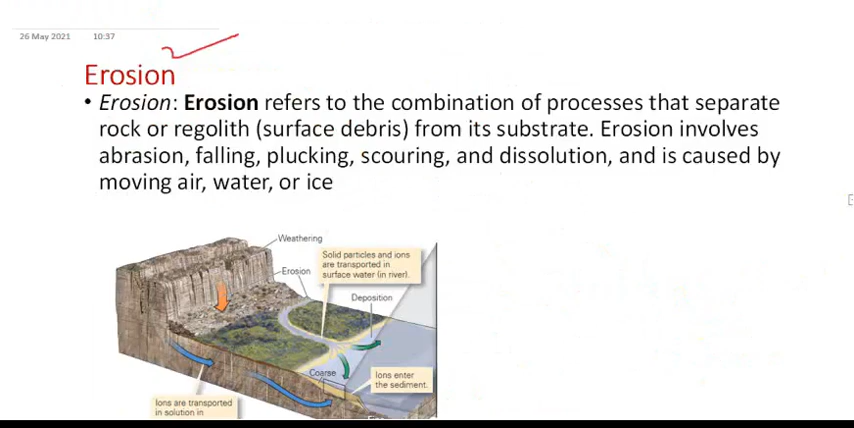 26 May 2021 10:37
Erosion
• Erosion: Erosion refers to the combination of processes that separate
rock or regolith (surface debris) from its substrate. Erosion involves
abrasion, falling, plucking, scouring, and dissolution, and is caused by
moving air, water, or ice
Weathering
Solid particles and ions
are transported in
surface water (in river).
Erosion
Deposition
Coarse
Ions enter
the sediment.
Ions are transported
in solution in